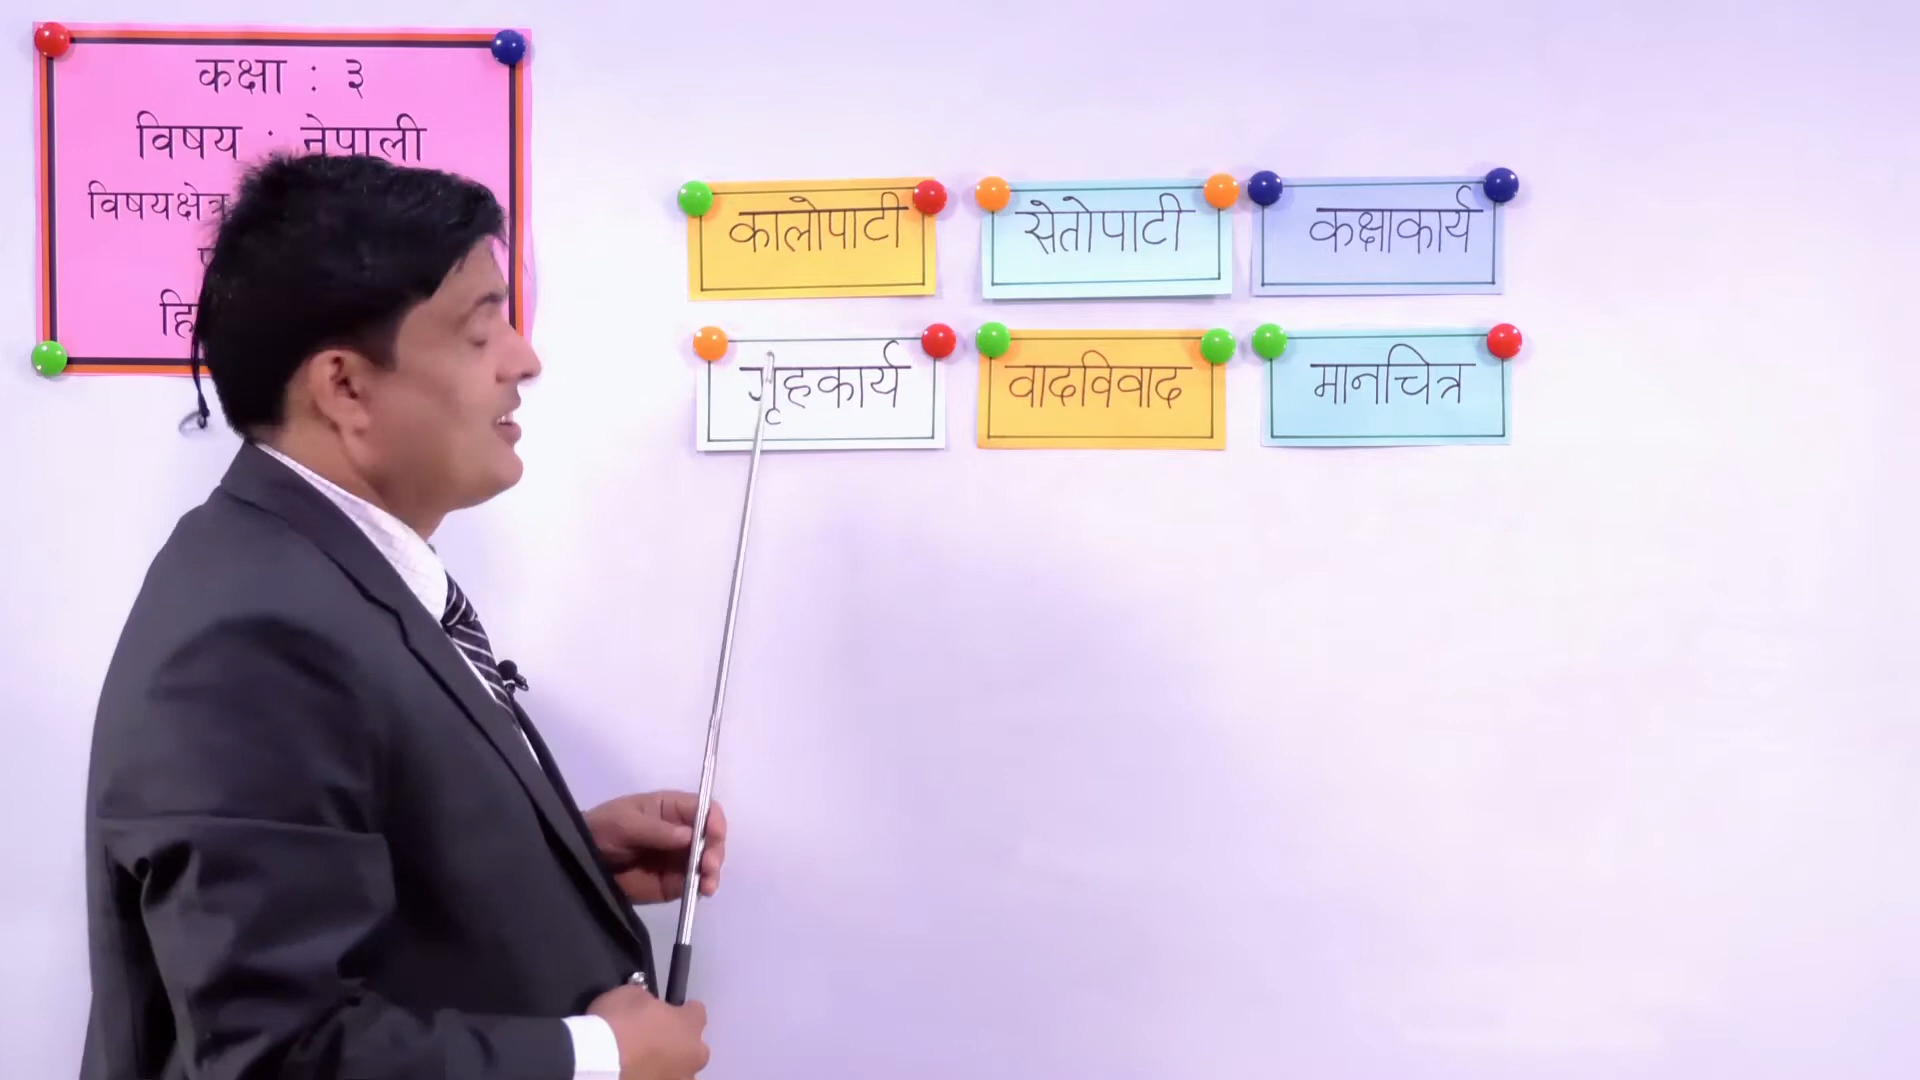 कक्षा : ३
विषय : नेपाली
विषयक्षेत्र
कालोपाटी
सेतोपाटी
कक्षाकार्य
गृहकार्य
वादविवाद
मानचित्र